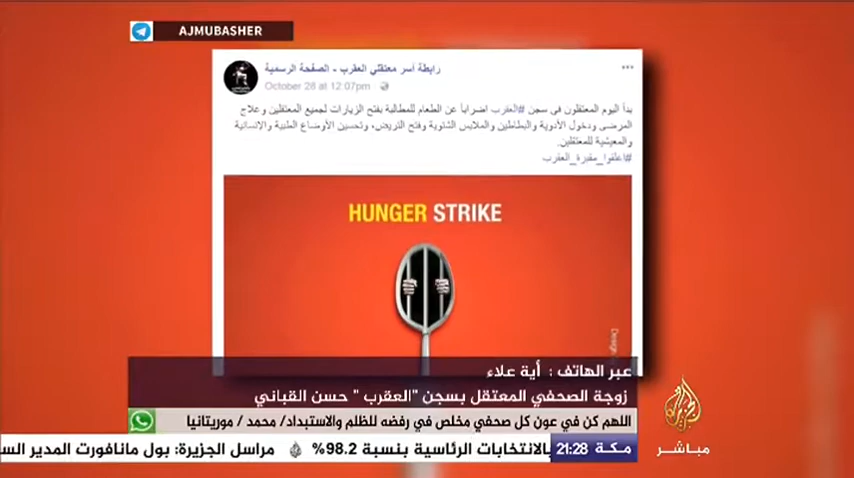 AJMUBASHER
رابطة أسر معتقلي العقرب - الصفحة الرسمية
October 28 at 12:07pm
بدأ اليوم المعتقلون في سجن #العقرب اضراباً عن الطعام للمطالبة بفتح الزيارات لجميع المعتقلين وعلاج
المرضى ودخول الأدوية والبطاطين والملابس الشتوية وفتح التريض، وتحسين الأوضاع الطبية والإنسانية
والمعيشية للمعتقلين.
#اغلقوا_مقبرة_العقرب
HUNGER STRIKE
عبر الهاتف : أية علاء
زوجة الصحفي المعتقل بسجن "العقرب " حسن القباني
اللهم كن في عون كل صحفي مخلص في رفضه للظلم والاستبداد/ محمد / موريتانيا
الجزيرة
مباشر
مكة 21:28
بالانتخابات الرئاسية بنسبة 98.2% مراسل الجزيرة: بول مانافورت المدير الس